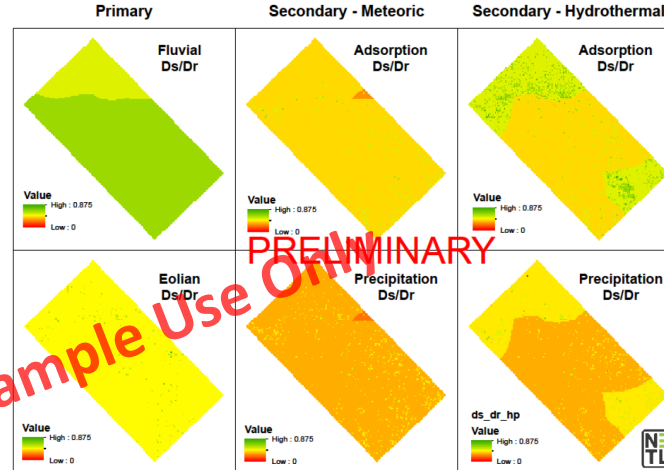 Primary
Secondary - Meteoric
Secondary - Hydrothermal
Fluvial
Ds/Dr
Value
High : 0.875
Low : 0
Adsorption
Ds/Dr
Value
High : 0.875
Low : 0
Adsorption
Ds/Dr
Value
High : 0.875
Low : 0
PRELIMINARY
Use Only
Eolian
Ds/Dr
Value
High : 0.875
Low : 0
Precipitation
Ds/Dr
Value
High : 0.875
Low : 0
Precipitation
Ds/Dr
ds_dr_hp
Value
High : 0.875
Low : 0